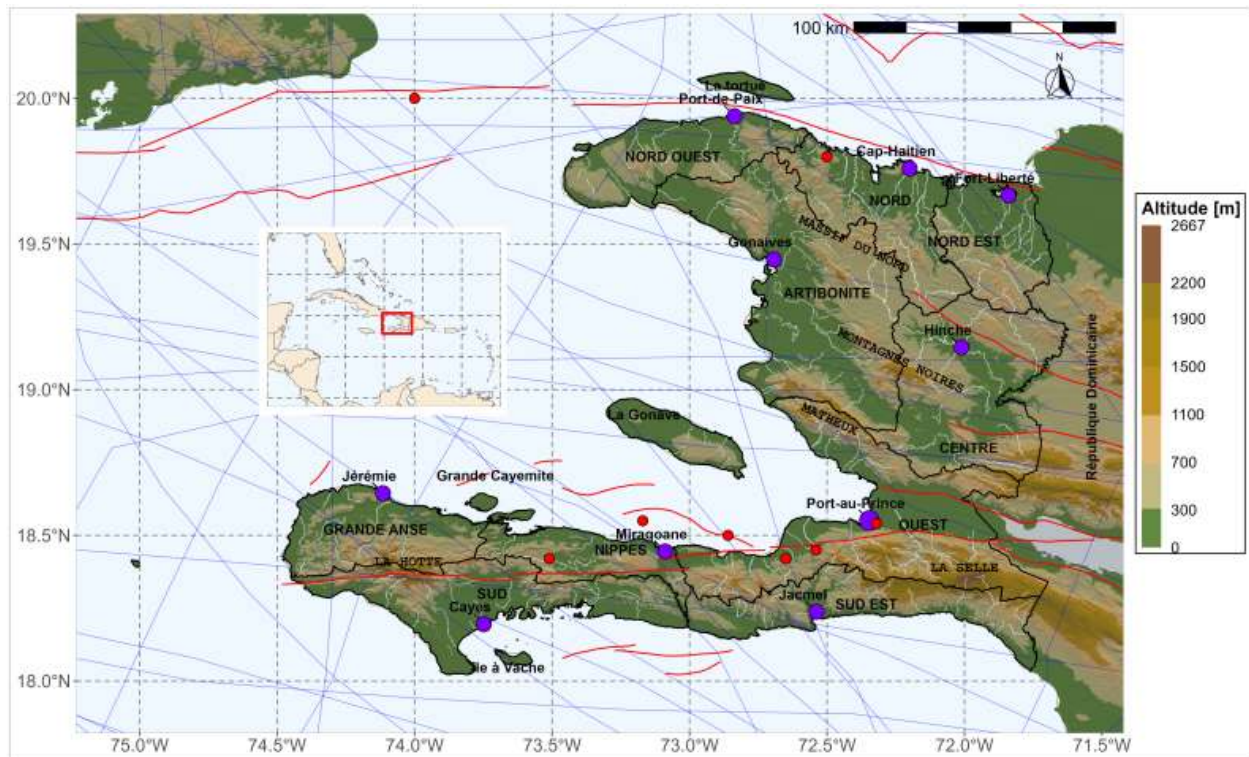 100 km
N
20.0°N
La tortue
Port-de-Paix
Cap-Haitien
NORD OUEST
Fort-Liberté
NORD
Altitude [m]
2667
19.5°N
MASSIF DU NORD
NORD EST
Gonaives
2200
ARTIBONITE
1900
Hinche
1500
MONTAGNES NOIRES
19.0°N
République Dominicaine
1100
La Gonave
MATHEUX
CENTRE
700
Jèrémie
Grande Cayemite
300
Port-au-Prince
GRANDE ANSE
OUEST
18.5°N
Miragoane
0
NIPPES
LA HOTTE
LA SELLE
SUD
Jacmel
Cayes
SUD EST
Ile à Vache
18.0°N
75.0°W
74.5°W
74.0°W
73.5°W
73.0°W
72.5°W
72.0°W
71.5°W